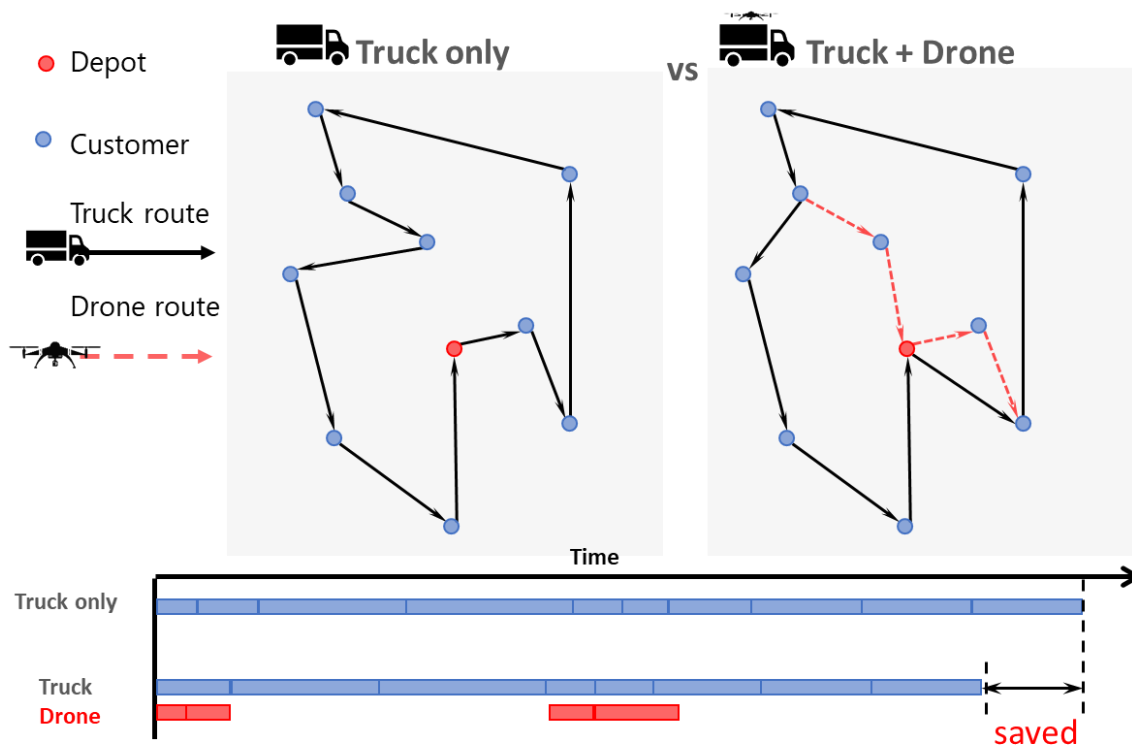 Truck only
vs
Truck + Drone
Depot
Customer
Truck route
Drone route
Time
Truck only
Truck
Drone
saved